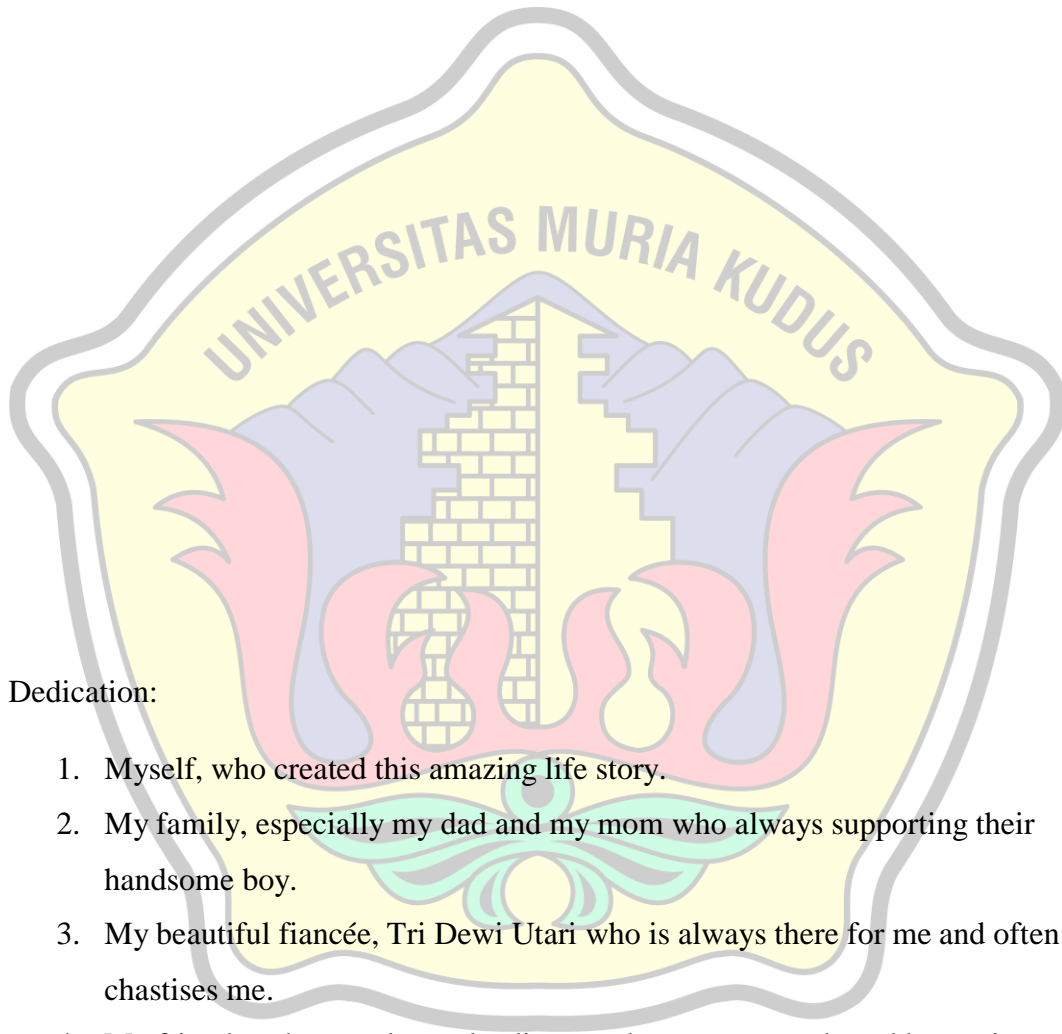 UNIVERSITAS MURIA KUDUS
Dedication:
1. Myself, who created this amazing life story.
2. My family, especially my dad and my mom who always supporting their
handsome boy.
3. My beautiful fiancée, Tri Dewi Utari who is always there for me and often
chastises me.